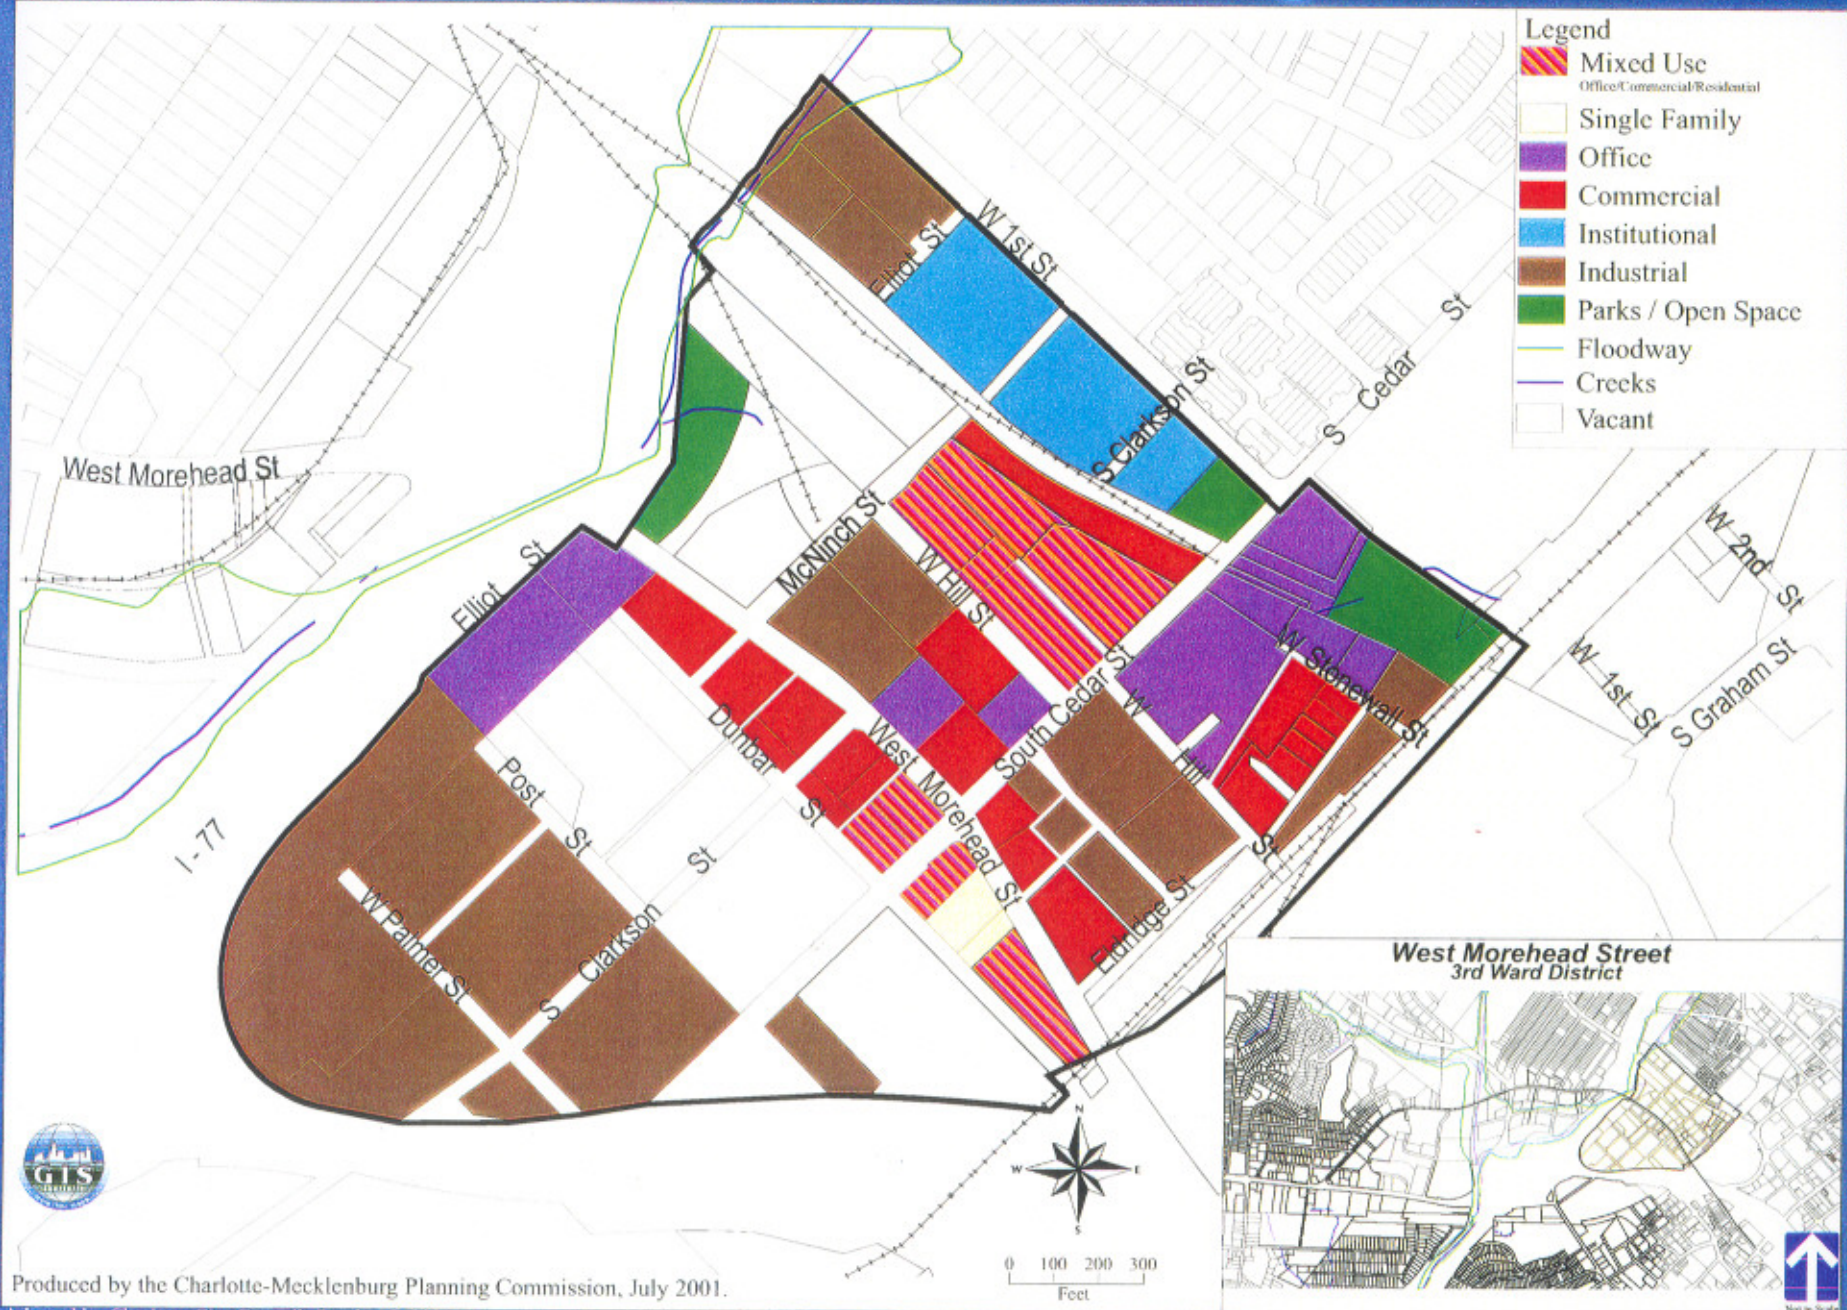 Legend
Mixed Use
Office/Commercial/Residential
Single Family
Office
Commercial
Institutional
Industrial
Parks / Open Space
Floodway
Creeks
Vacant
W 1st St
Elliot St
S Cedar St
S Clarkson St
West Morehead St
McNinch St
W Hill St
W 2nd St
Elliot St
W Stonewall St
W 1st St
S Graham St
South Cedar St
W Hill St
Dunbar St
West Morehead St
Post St
I - 77
S Clarkson St
W Palmer St
Eldridge St
West Morehead Street
3rd Ward District
GIS
N
W
E
S
0 100 200 300
Feet
Produced by the Charlotte-Mecklenburg Planning Commission, July 2001.